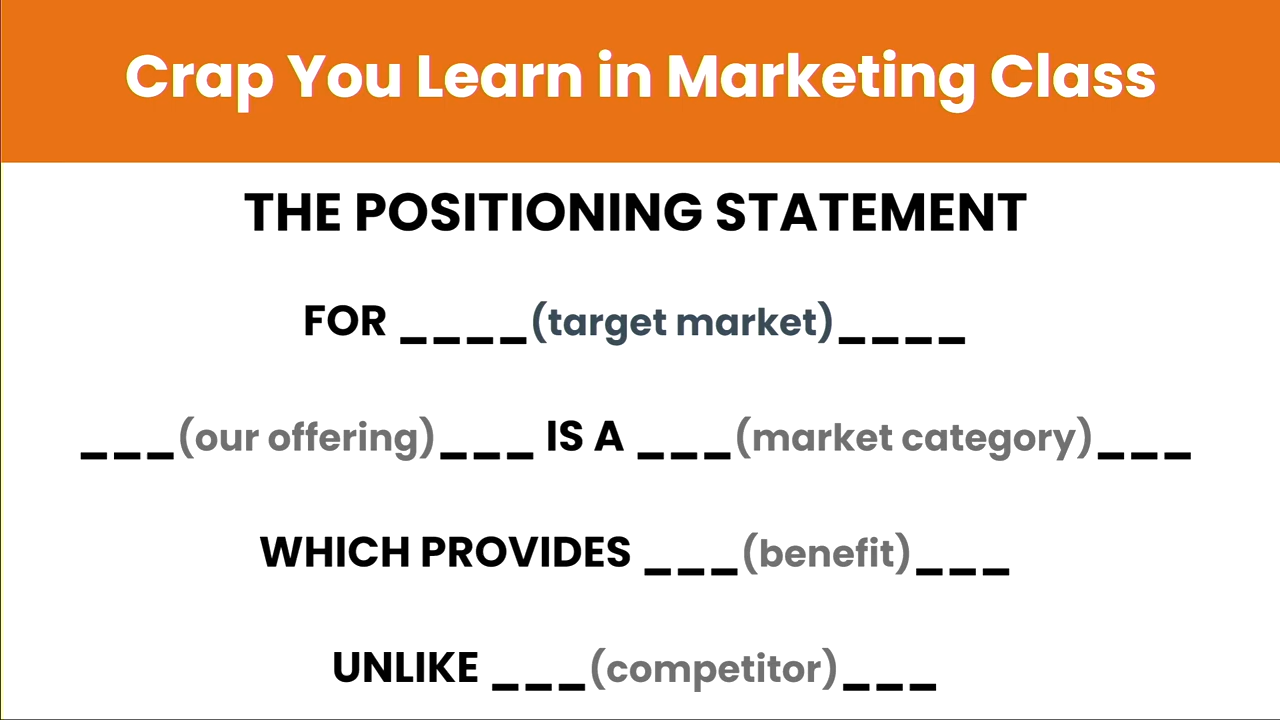 Crap You Learn in Marketing Class
THE POSITIONING STATEMENT
FOR ____(target market)____
___(our offering)___ IS A ___(market category)___
WHICH PROVIDES ___(benefit)___
UNLIKE ___(competitor)___